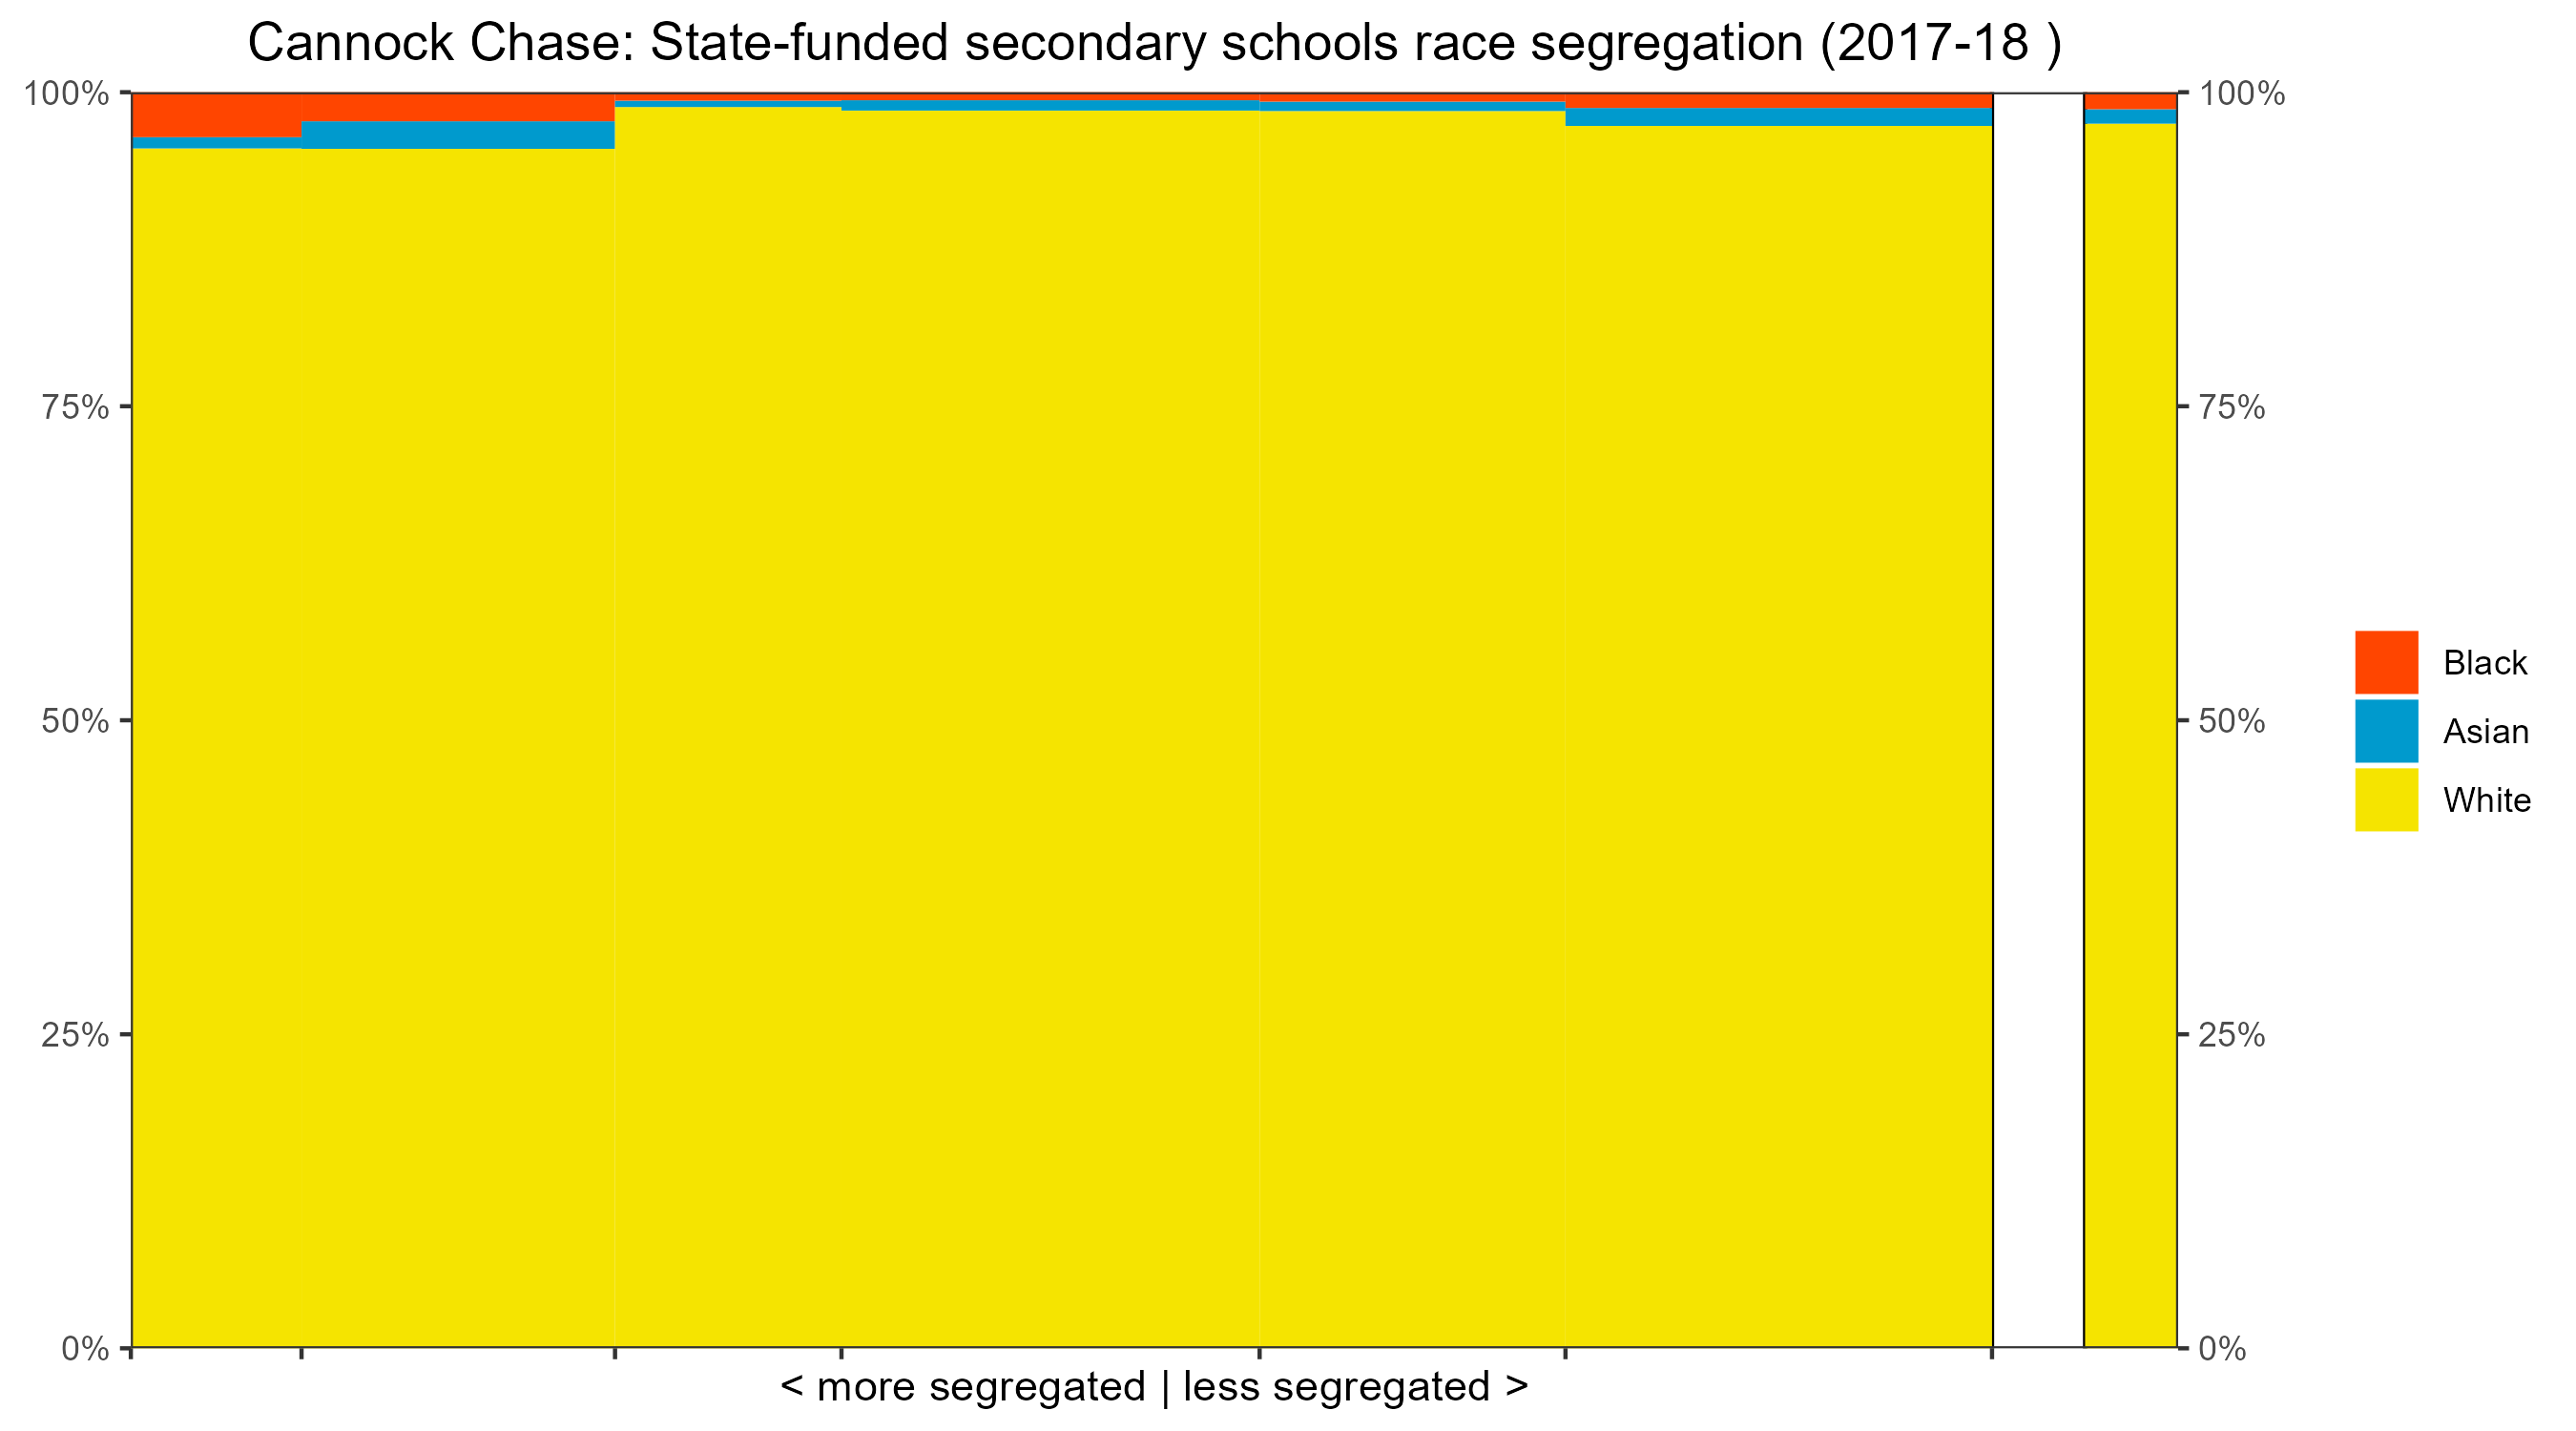 Cannock Chase: State-funded secondary schools race segregation (2017-18 )
100%
75%
50%
25%
0%
100%
75%
50%
25%
0%
Black
Asian
White
< more segregated | less segregated >